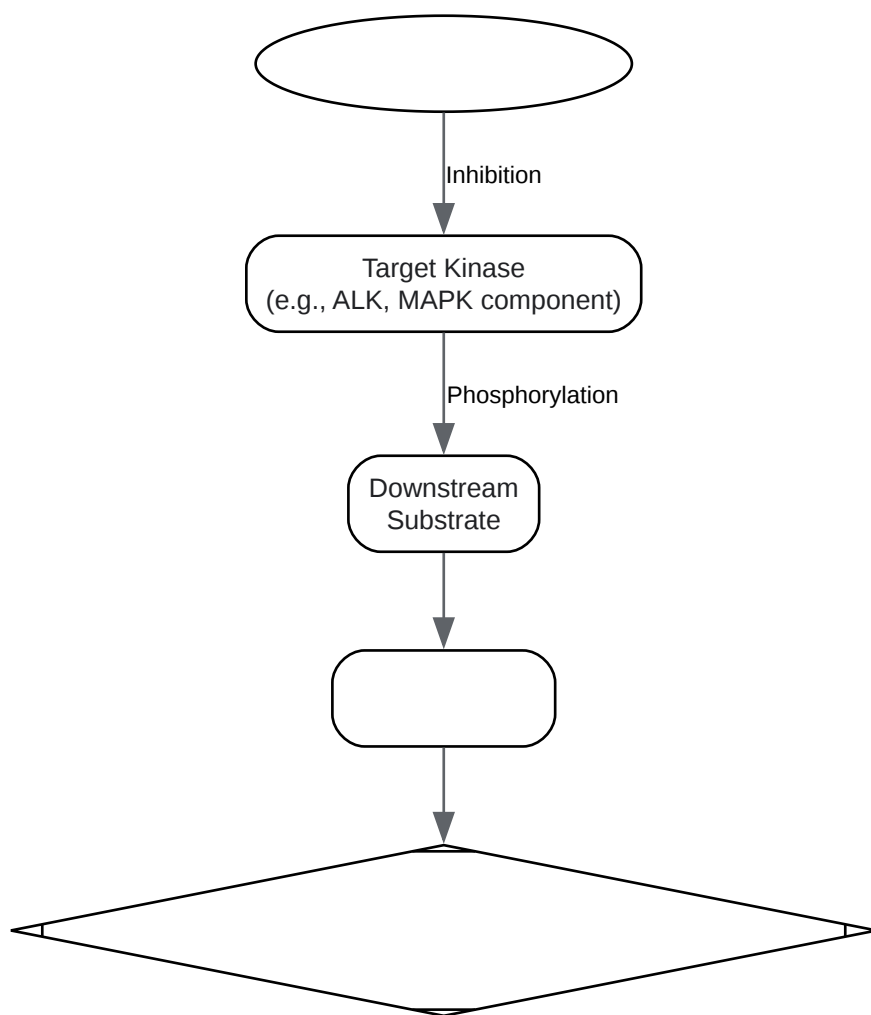 Inhibition
Target Kinase
(e.g., ALK, MAPK component)
Phosphorylation
Downstream
Substrate